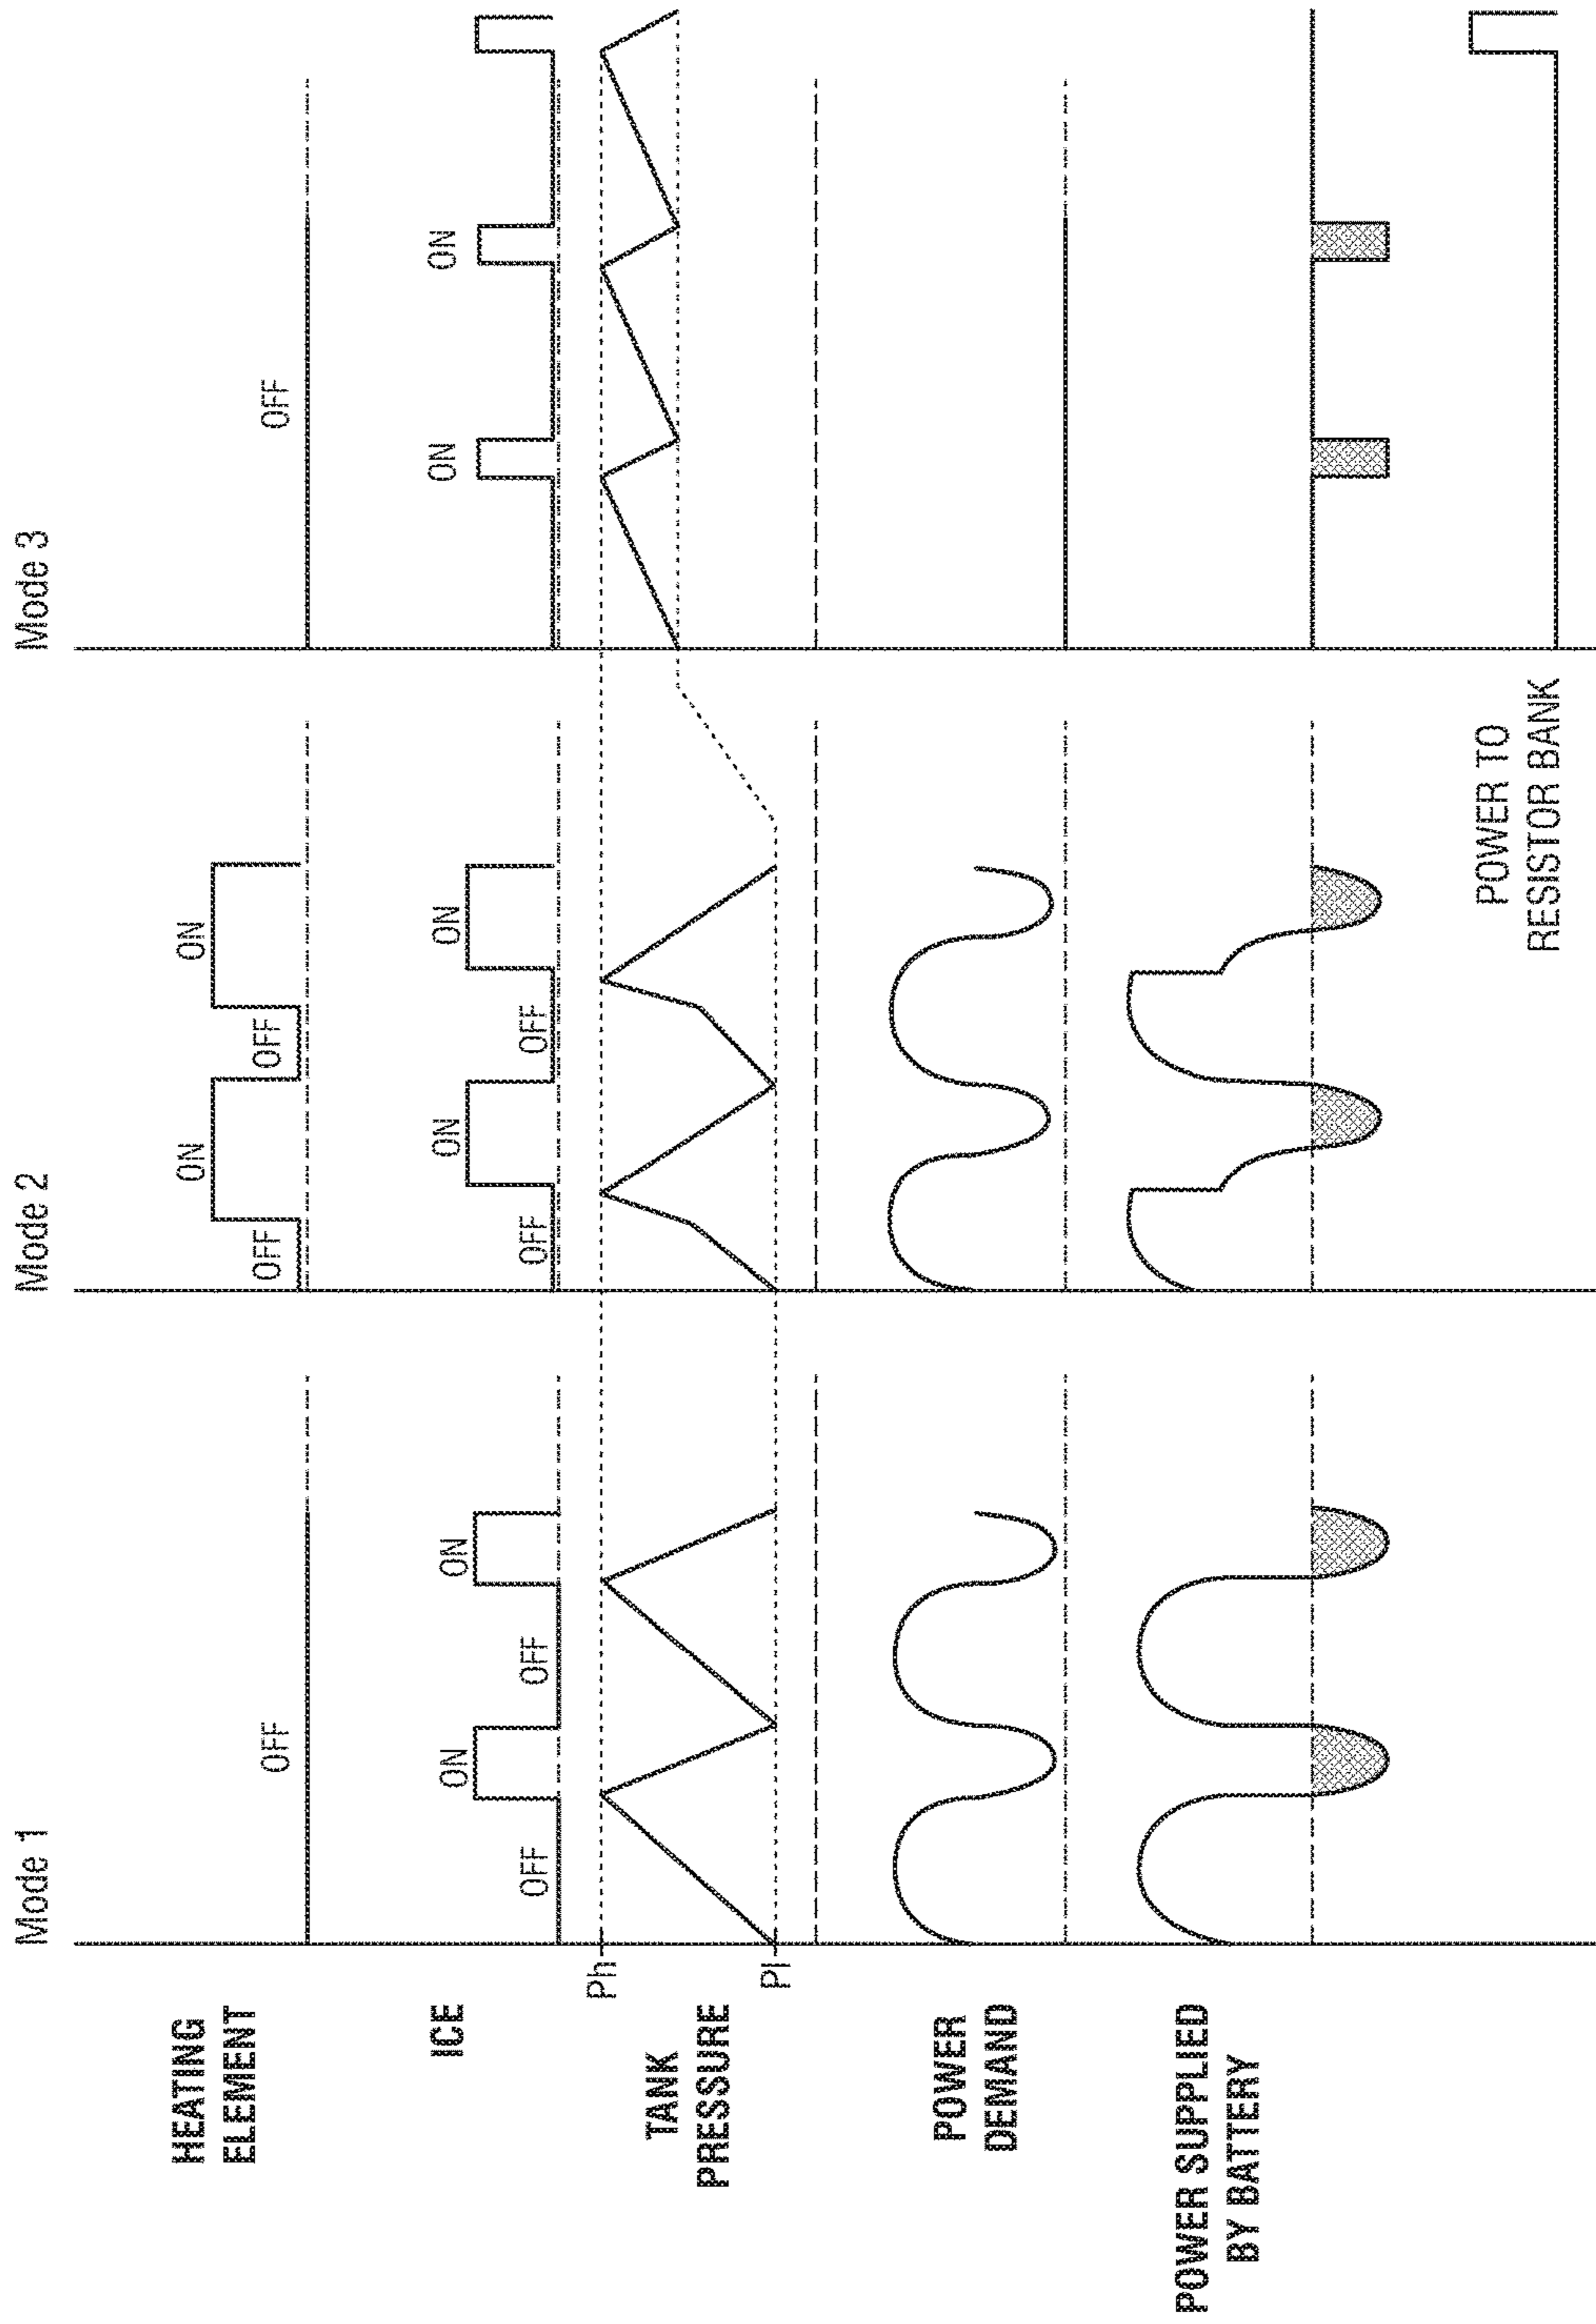 Mode 1
Mode 2
Mode 3
HEATING
ELEMENT
OFF
OFF
ON
OFF
ON
OFF
ICE
OFF
ON
OFF
ON
OFF
ON
OFF
ON
ON
ON
TANK
PRESSURE
Ph
Pl
POWER
DEMAND
POWER SUPPLIED
BY BATTERY
POWER TO
RESISTOR BANK